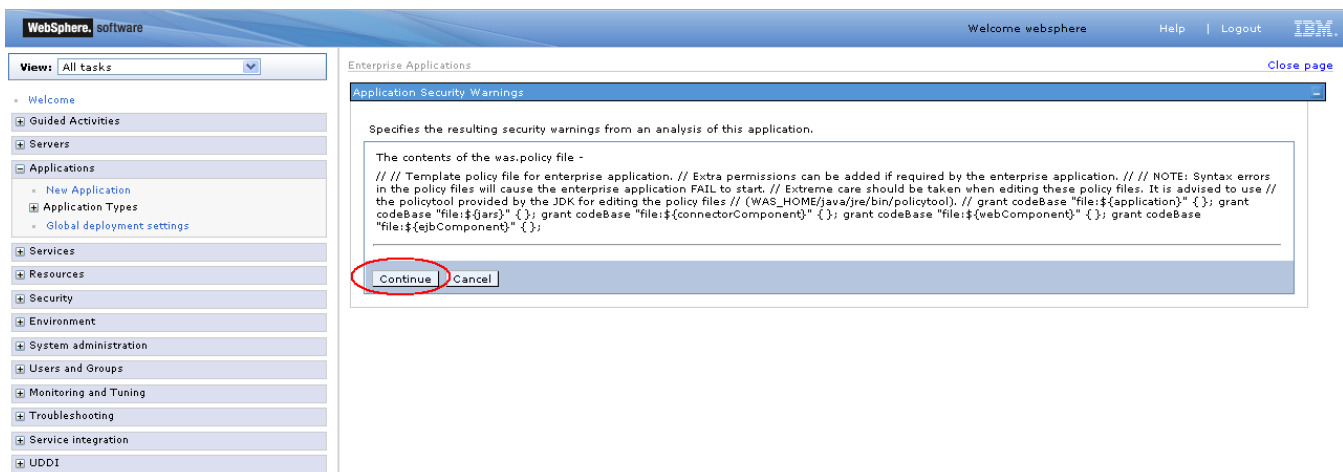 WebSphere. software
Welcome websphere
Help | Logout
IBM.
View: All tasks
Welcome
Guided Activities
Servers
Applications
New Application
Application Types
Global deployment settings
Services
Resources
Security
Environment
System administration
Users and Groups
Monitoring and Tuning
Troubleshooting
Service integration
UDDI
Enterprise Applications
Close page
Application Security Warnings
Specifies the resulting security warnings from an analysis of this application.
The contents of the was.policy file -
// // Template policy file for enterprise application. // Extra permissions can be added if required by the enterprise application. // // NOTE: Syntax errors
in the policy files will cause the enterprise application FAIL to start. // Extreme care should be taken when editing these policy files. It is advised to use //
the policytool provided by the JDK for editing the policy files // (WAS_HOME/java/jre/bin/policytool). // grant codeBase "file:${application}" { }; grant
codeBase "file:${jars}" { }; grant codeBase "file:${connectorComponent}" { }; grant codeBase "file:${webComponent}" { }; grant codeBase
"file:${ejbComponent}" { };
Continue
Cancel